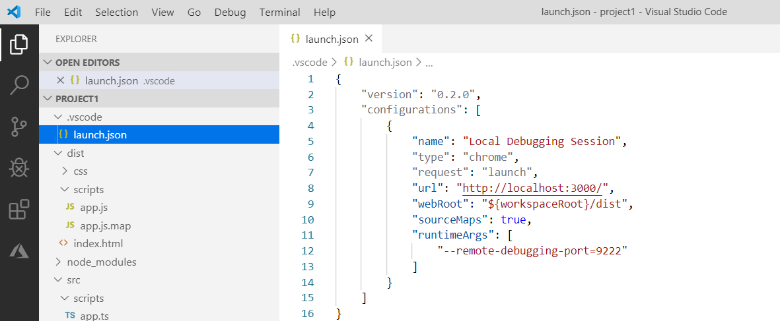 File Edit Selection View Go Debug Terminal Help launch.json - project1 - Visual Studio Code
EXPLORER
OPEN EDITORS
{} launch.json .vscode
PROJECT1
.vscode
{} launch.json
dist
css
scripts
app.js
app.js.map
index.html
node_modules
src
scripts
TS app.ts
{} launch.json
.vscode > {} launch.json > ...
1 {
2 "version": "0.2.0",
3 "configurations": [
4 {
5 "name": "Local Debugging Session",
6 "type": "chrome",
7 "request": "launch",
8 "url": "http://localhost:3000/",
9 "webRoot": "${workspaceRoot}/dist",
10 "sourceMaps": true,
11 "runtimeArgs": [
12 "--remote-debugging-port=9222"
13 ]
14 }
15 ]
16 }